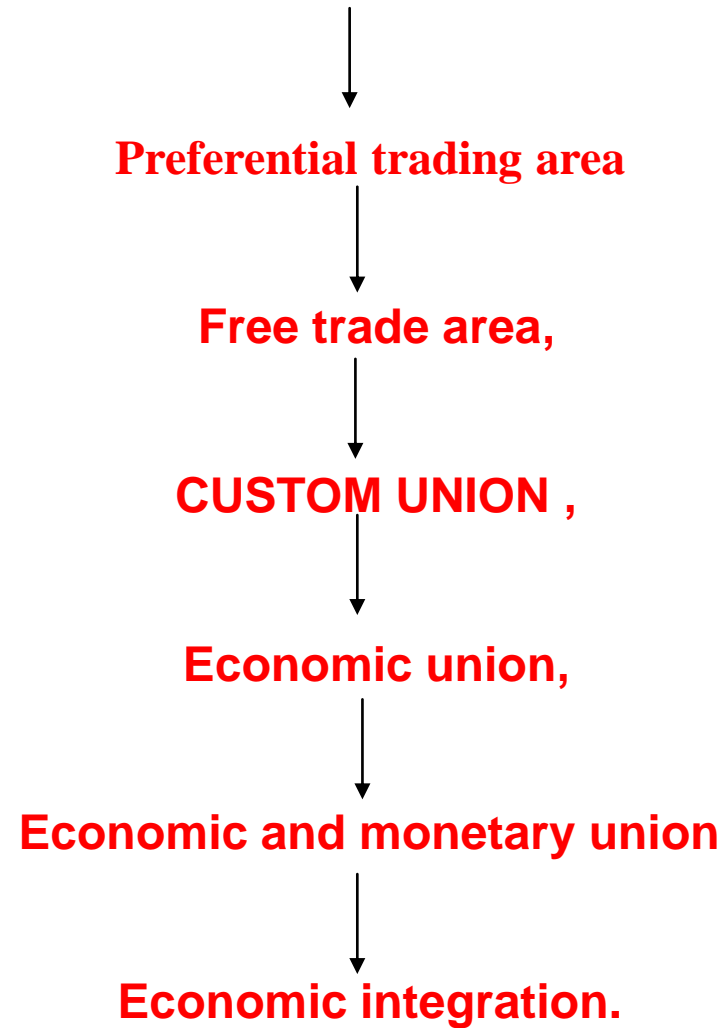 Preferential trading area
Free trade area,
CUSTOM UNION ,
Economic union,
Economic and monetary union
Economic integration.